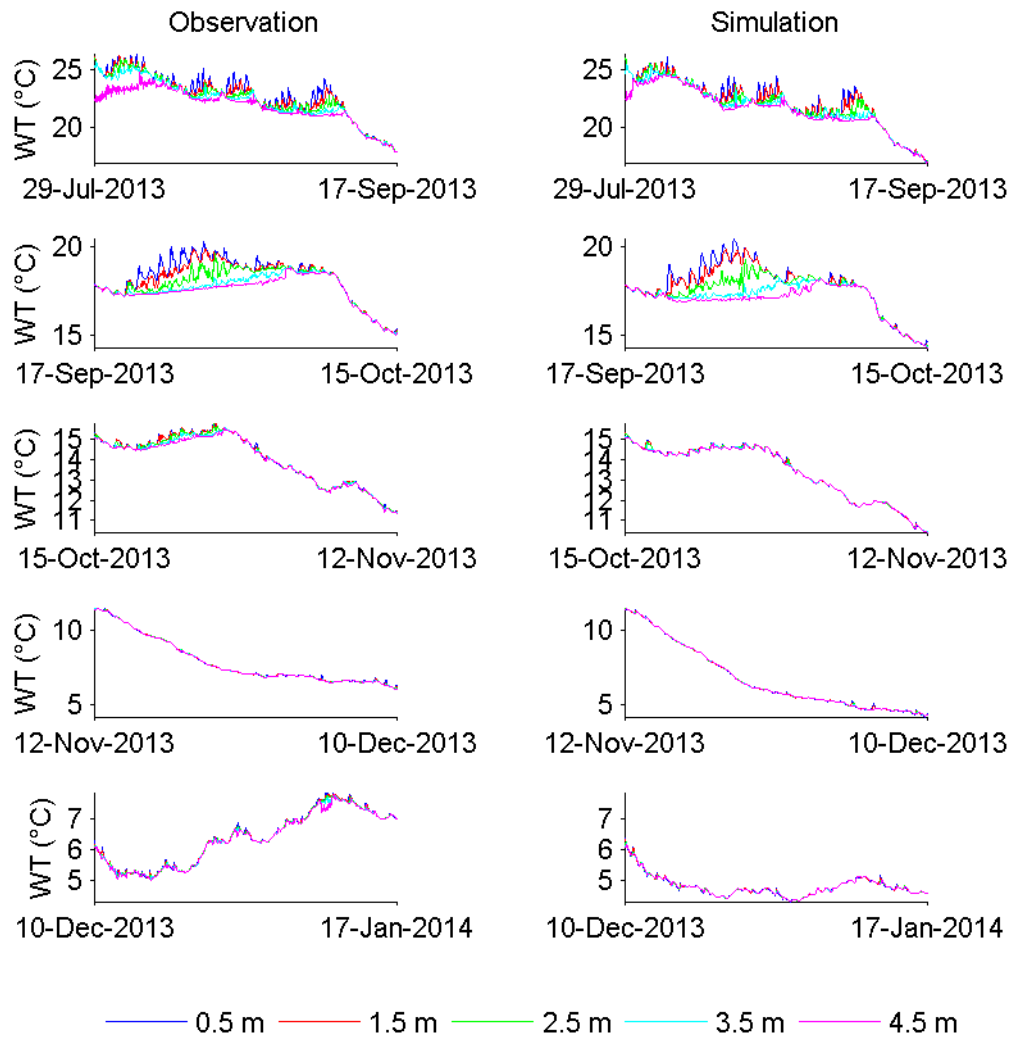 Observation
Simulation
WT (°C)
25
20
29-Jul-2013
17-Sep-2013
25
20
29-Jul-2013
17-Sep-2013
WT (°C)
20
15
17-Sep-2013
15-Oct-2013
20
15
17-Sep-2013
15-Oct-2013
WT (°C)
15
14
13
12
11
15-Oct-2013
12-Nov-2013
15
14
13
12
11
15-Oct-2013
12-Nov-2013
WT (°C)
10
5
12-Nov-2013
10-Dec-2013
10
5
12-Nov-2013
10-Dec-2013
WT (°C)
7
6
5
10-Dec-2013
17-Jan-2014
7
6
5
10-Dec-2013
17-Jan-2014
0.5 m
1.5 m
2.5 m
3.5 m
4.5 m